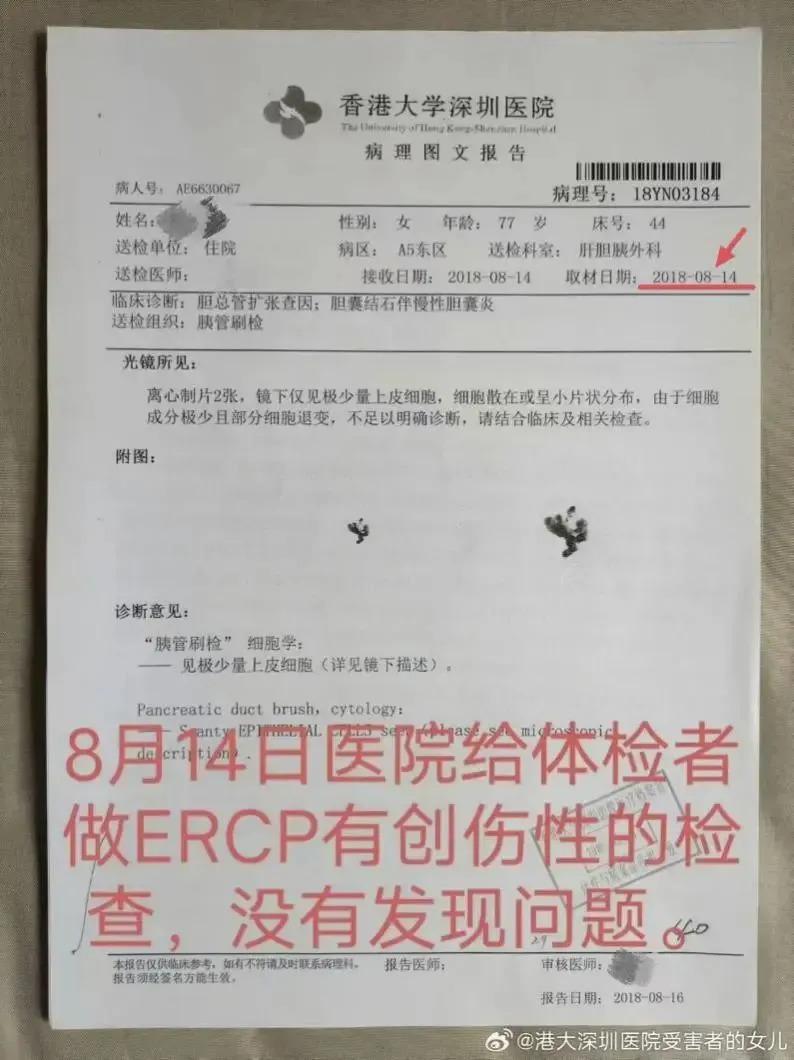 香港大学深圳医院
The University of Hong Kong-Shenzhen Hospital
病理图文报告
病人号： AE6630067
病理号： 18YN03184
姓名： 性别： 女 年龄： 77 岁 床号： 44
送检单位： 住院 病区： A5东区 送检科室： 肝胆胰外科
送检医师： 接收日期： 2018-08-14 取材日期： 2018-08-14
临床诊断： 胆总管扩张查因；胆囊结石伴慢性胆囊炎
送检组织： 胰管刷检
光镜所见：
离心制片2张，镜下仅见极少量上皮细胞，细胞散在或呈小片状分布，由于细胞
成分极少且部分细胞退变，不足以明确诊断，请结合临床及相关检查。
附图：
诊断意见：
“胰管刷检” 细胞学：
—— 见极少量上皮细胞（详见镜下描述）。
Pancreatic duct brush, cytology:
Scanty EPITHELIAL CELLS seen (please see microscopic
description) .
8月14日医院给体检者
做ERCP有创伤性的检
查，没有发现问题。
本报告仅供临床参考，如有不符请及时联系病理科。 报告医师： 审核医师：
报告须经签名方能生效。
报告日期： 2018-08-16
@港大深圳医院受害者的女儿